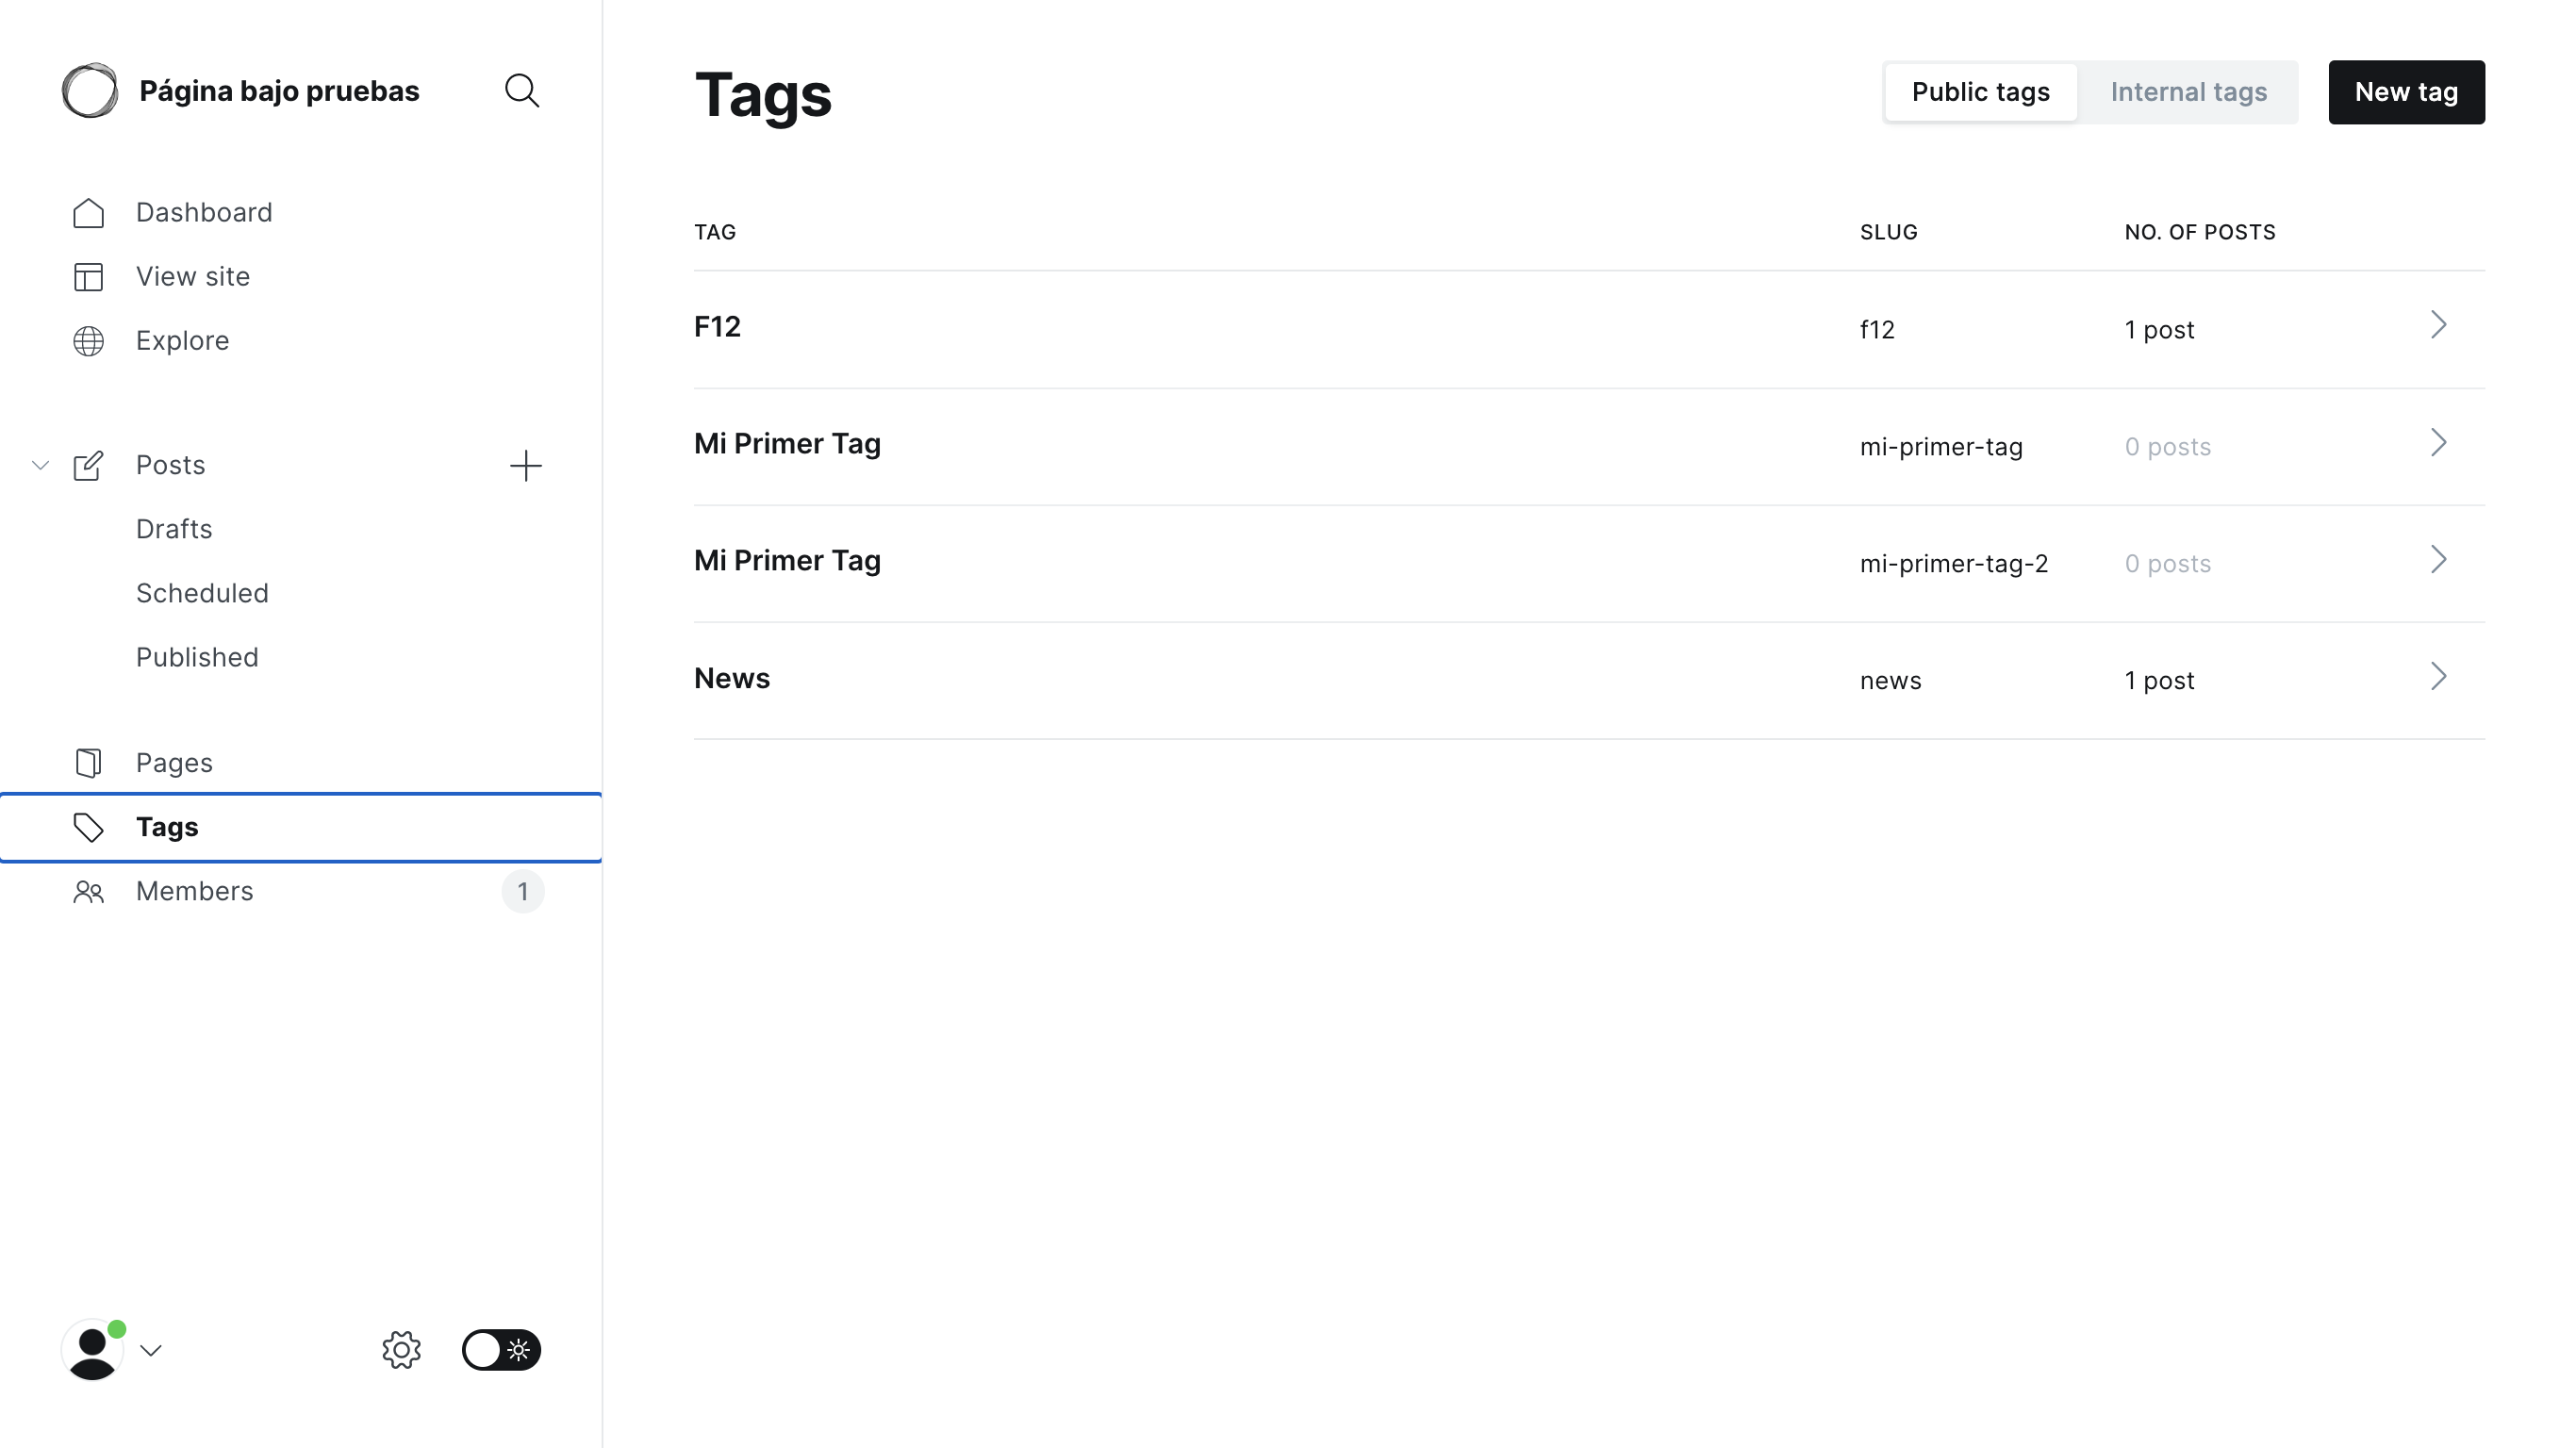 Página bajo pruebas
Dashboard
View site
Explore
Posts
Drafts
Scheduled
Published
Pages
Tags
Members 1
Tags
Public tags Internal tags New tag
TAG SLUG NO. OF POSTS
F12 f12 1 post
Mi Primer Tag mi-primer-tag 0 posts
Mi Primer Tag mi-primer-tag-2 0 posts
News news 1 post